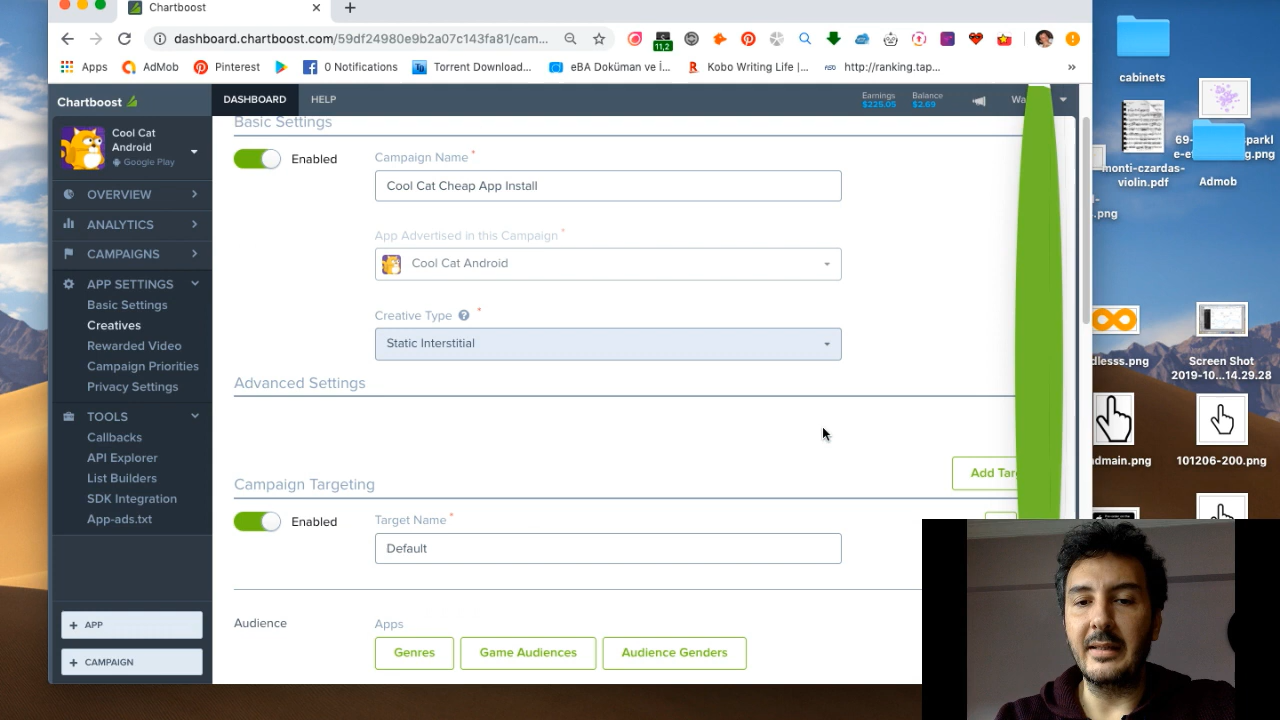 Chartboost
dashboard.chartboost.com/59df24980e9b2a07c143fa81/cam...
11,2
Apps
AdMob
Pinterest
0 Notifications
Torrent Download...
eBA Doküman ve İ...
Kobo Writing Life |...
http://ranking.tap...
»
Chartboost
DASHBOARD
HELP
Earnings
$225.05
Balance
$2.69
Wa
Cool Cat
Android
Google Play
OVERVIEW
ANALYTICS
CAMPAIGNS
APP SETTINGS
Basic Settings
Creatives
Rewarded Video
Campaign Priorities
Privacy Settings
TOOLS
Callbacks
API Explorer
List Builders
SDK Integration
App-ads.txt
+ APP
+ CAMPAIGN
Basic Settings
Enabled
Campaign Name *
Cool Cat Cheap App Install
App Advertised in this Campaign *
Cool Cat Android
Creative Type ? *
Static Interstitial
Advanced Settings
Add Tar
Campaign Targeting
Enabled
Target Name *
Default
Audience
Apps
Genres
Game Audiences
Audience Genders
cabinets
monti-czardas-
violin.pdf
Admob
.png
dlesss.png
Screen Shot
2019-10...14.29.28
dmain.png
101206-200.png